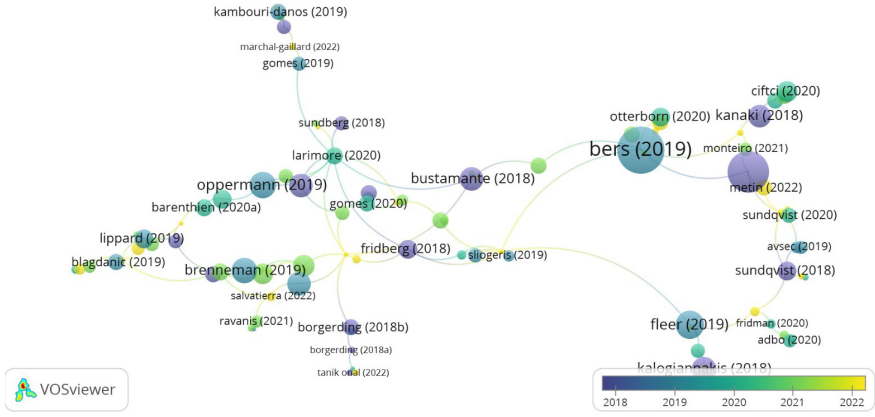 kambouri-danos (2019)
marchal-gaillard (2022)
gomes (2019)
sundberg (2018)
larimore (2020)
oppermann (2019)
bustamante (2018)
barenthien (2020a)
gomes (2020)
lippard (2019)
blagdanic (2019)
brenneman (2019)
fridberg (2018)
sliogeris (2019)
salvatierra (2022)
ravanis (2021)
borgerding (2018b)
borgerding (2018a)
tanik onal (2022)
ciftci (2020)
otterborn (2020)
kanaki (2018)
bers (2019)
monteiro (2021)
metin (2022)
sundqvist (2020)
avsec (2019)
sundqvist (2018)
fleer (2019)
fridman (2020)
adbo (2020)
kalogiannakis (2018)
VOSviewer
2018 2019 2020 2021 2022